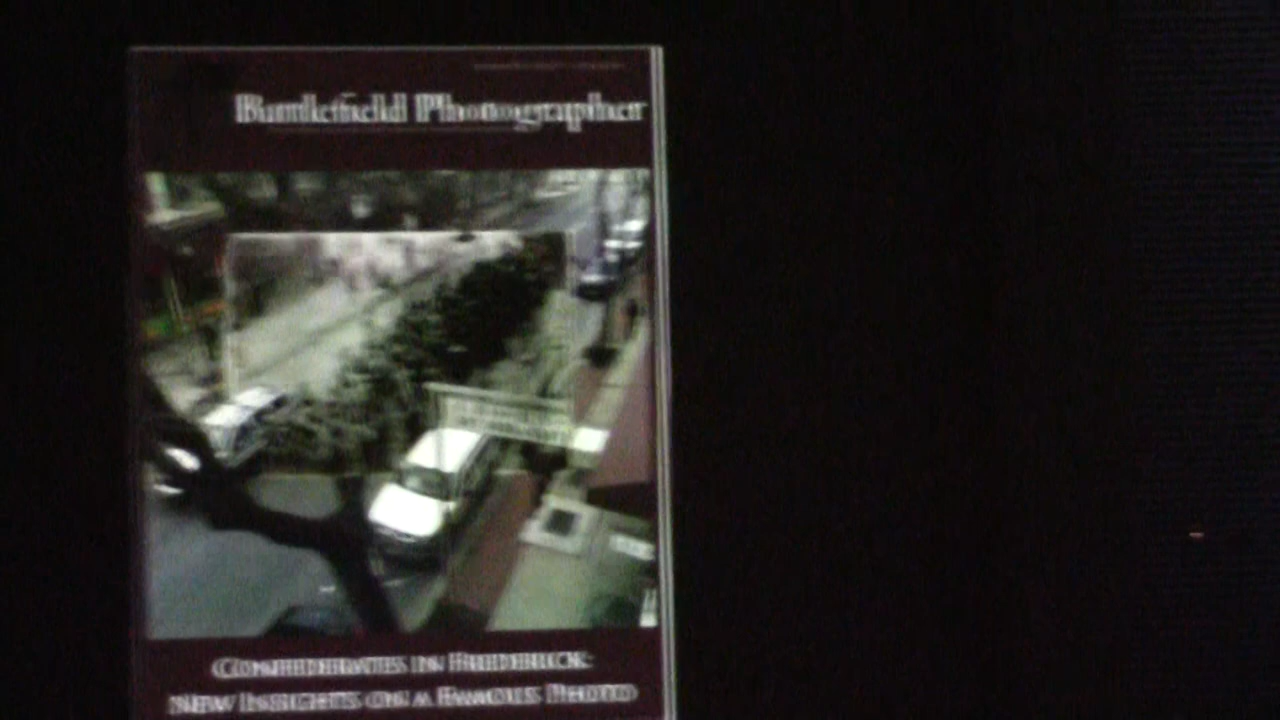 Battlefield Photographer
Confederates in Frederick:
New Insights on a Famous Photo